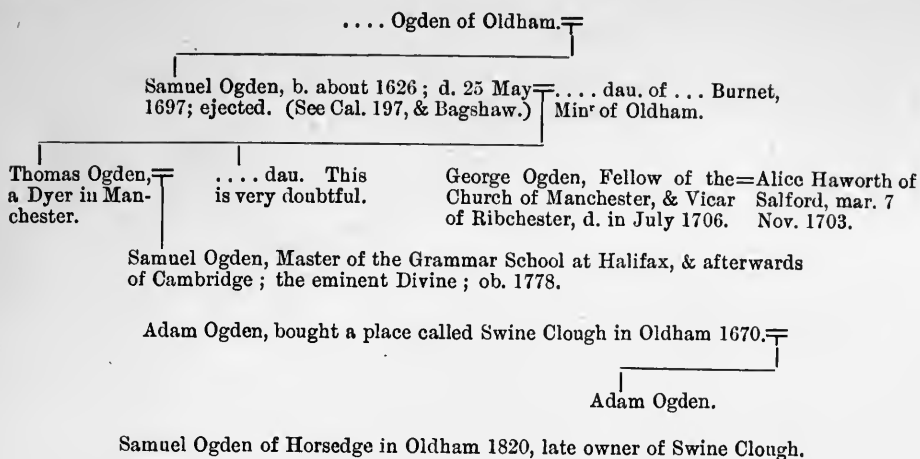 .... Ogden of Oldham.
Samuel Ogden, b. about 1626; d. 25 May
1697; ejected. (See Cal. 197, & Bagshaw.)
=.... dau. of ... Burnet,
Minr of Oldham.
Thomas Ogden,
a Dyer in Man-
chester.
.... dau. This
is very doubtful.
George Ogden, Fellow of the
Church of Manchester, & Vicar
of Ribchester, d. in July 1706.
=Alice Haworth of
Salford, mar. 7
Nov. 1703.
Samuel Ogden, Master of the Grammar School at Halifax, & afterwards
of Cambridge; the eminent Divine; ob. 1778.
Adam Ogden, bought a place called Swine Clough in Oldham 1670.
Adam Ogden.
Samuel Ogden of Horsedge in Oldham 1820, late owner of Swine Clough.